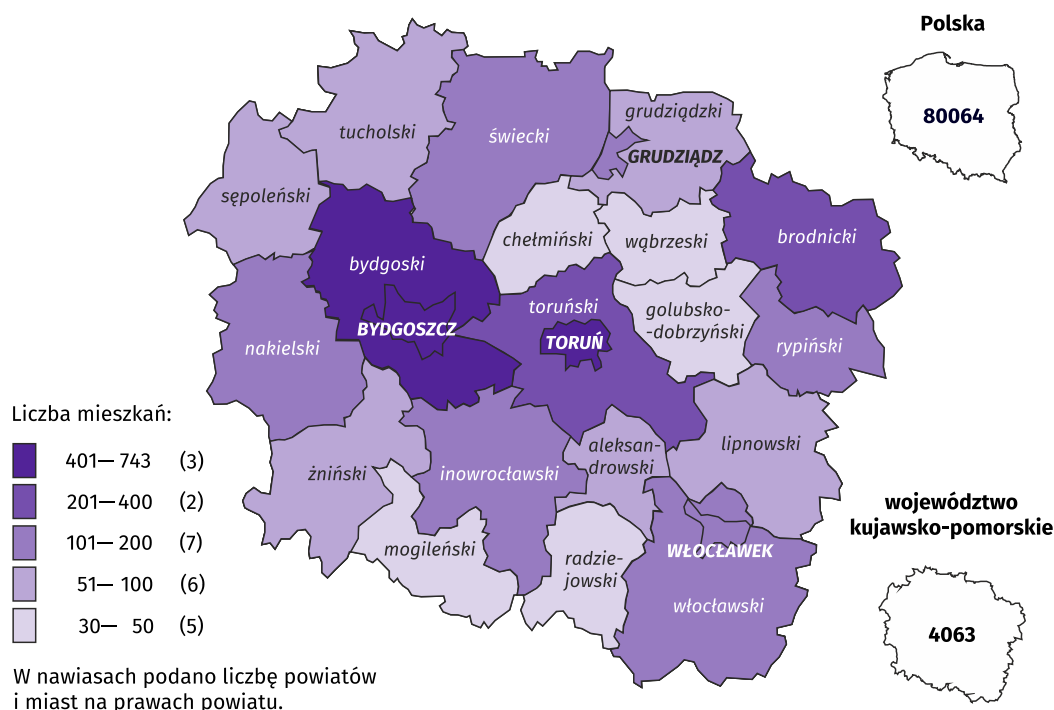 Polska
80064
tucholski
świecki
grudziądzki
GRUDZIĄDZ
sępoleński
chełmiński
wąbrzeski
brodnicki
bydgoski
toruński
golubsko-
-dobrzyński
BYDGOSZCZ
TORUŃ
nakielski
rypiński
Liczba mieszkań:
401— 743 (3)
201— 400 (2)
101— 200 (7)
51— 100 (6)
30— 50 (5)
W nawiasach podano liczbę powiatów
i miast na prawach powiatu.
żniński
inowrocławski
aleksan-
drowski
lipnowski
mogileński
radzie-
jowski
WŁOCŁAWEK
włocławski
województwo
kujawsko-pomorskie
4063